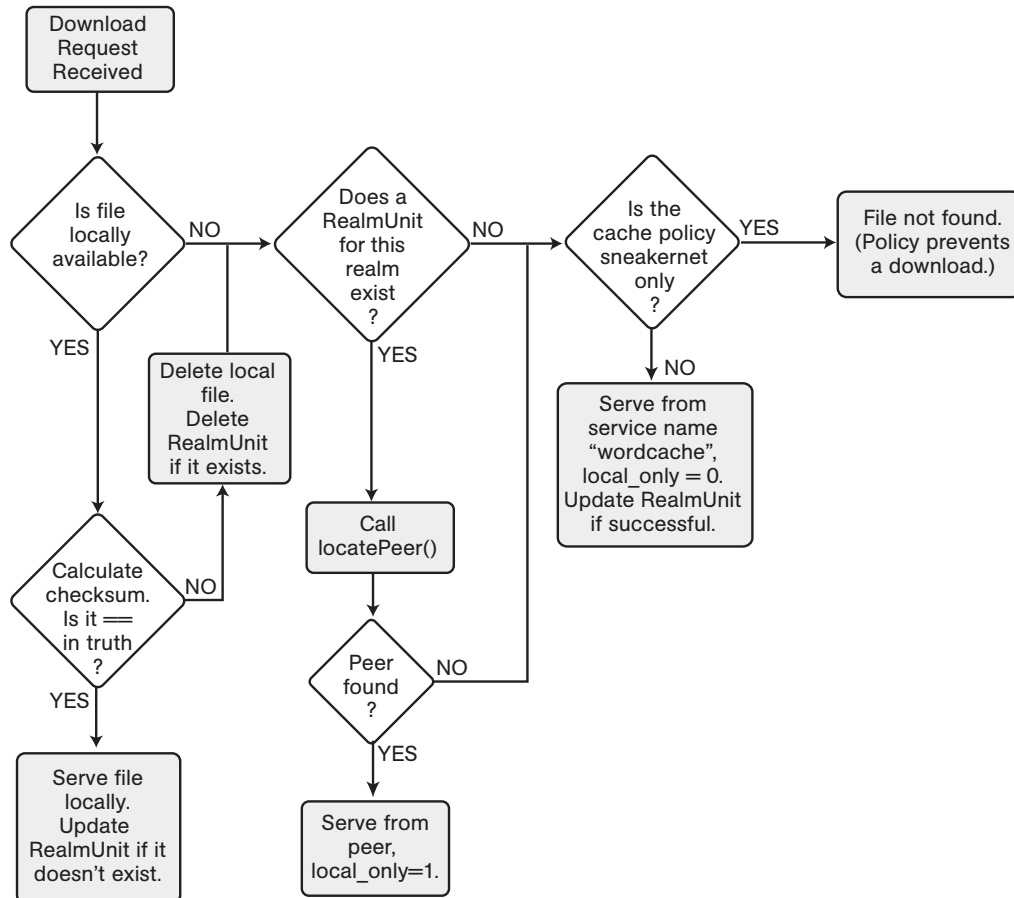 Download
Request
Received
Is file
locally
available?
NO
YES
Does a
RealmUnit
for this
realm
exist
?
NO
YES
Is the
cache policy
sneakernet
only
?
YES
NO
File not found.
(Policy prevents
a download.)
Delete local
file.
Delete
RealmUnit
if it exists.
Serve from
service name
“wordcache”,
local_only = 0.
Update RealmUnit
if successful.
Call
locatePeer()
Calculate
checksum.
Is it ==
in truth
?
NO
YES
Peer
found
?
NO
YES
Serve file
locally.
Update
RealmUnit if it
doesn’t exist.
Serve from
peer,
local_only=1.